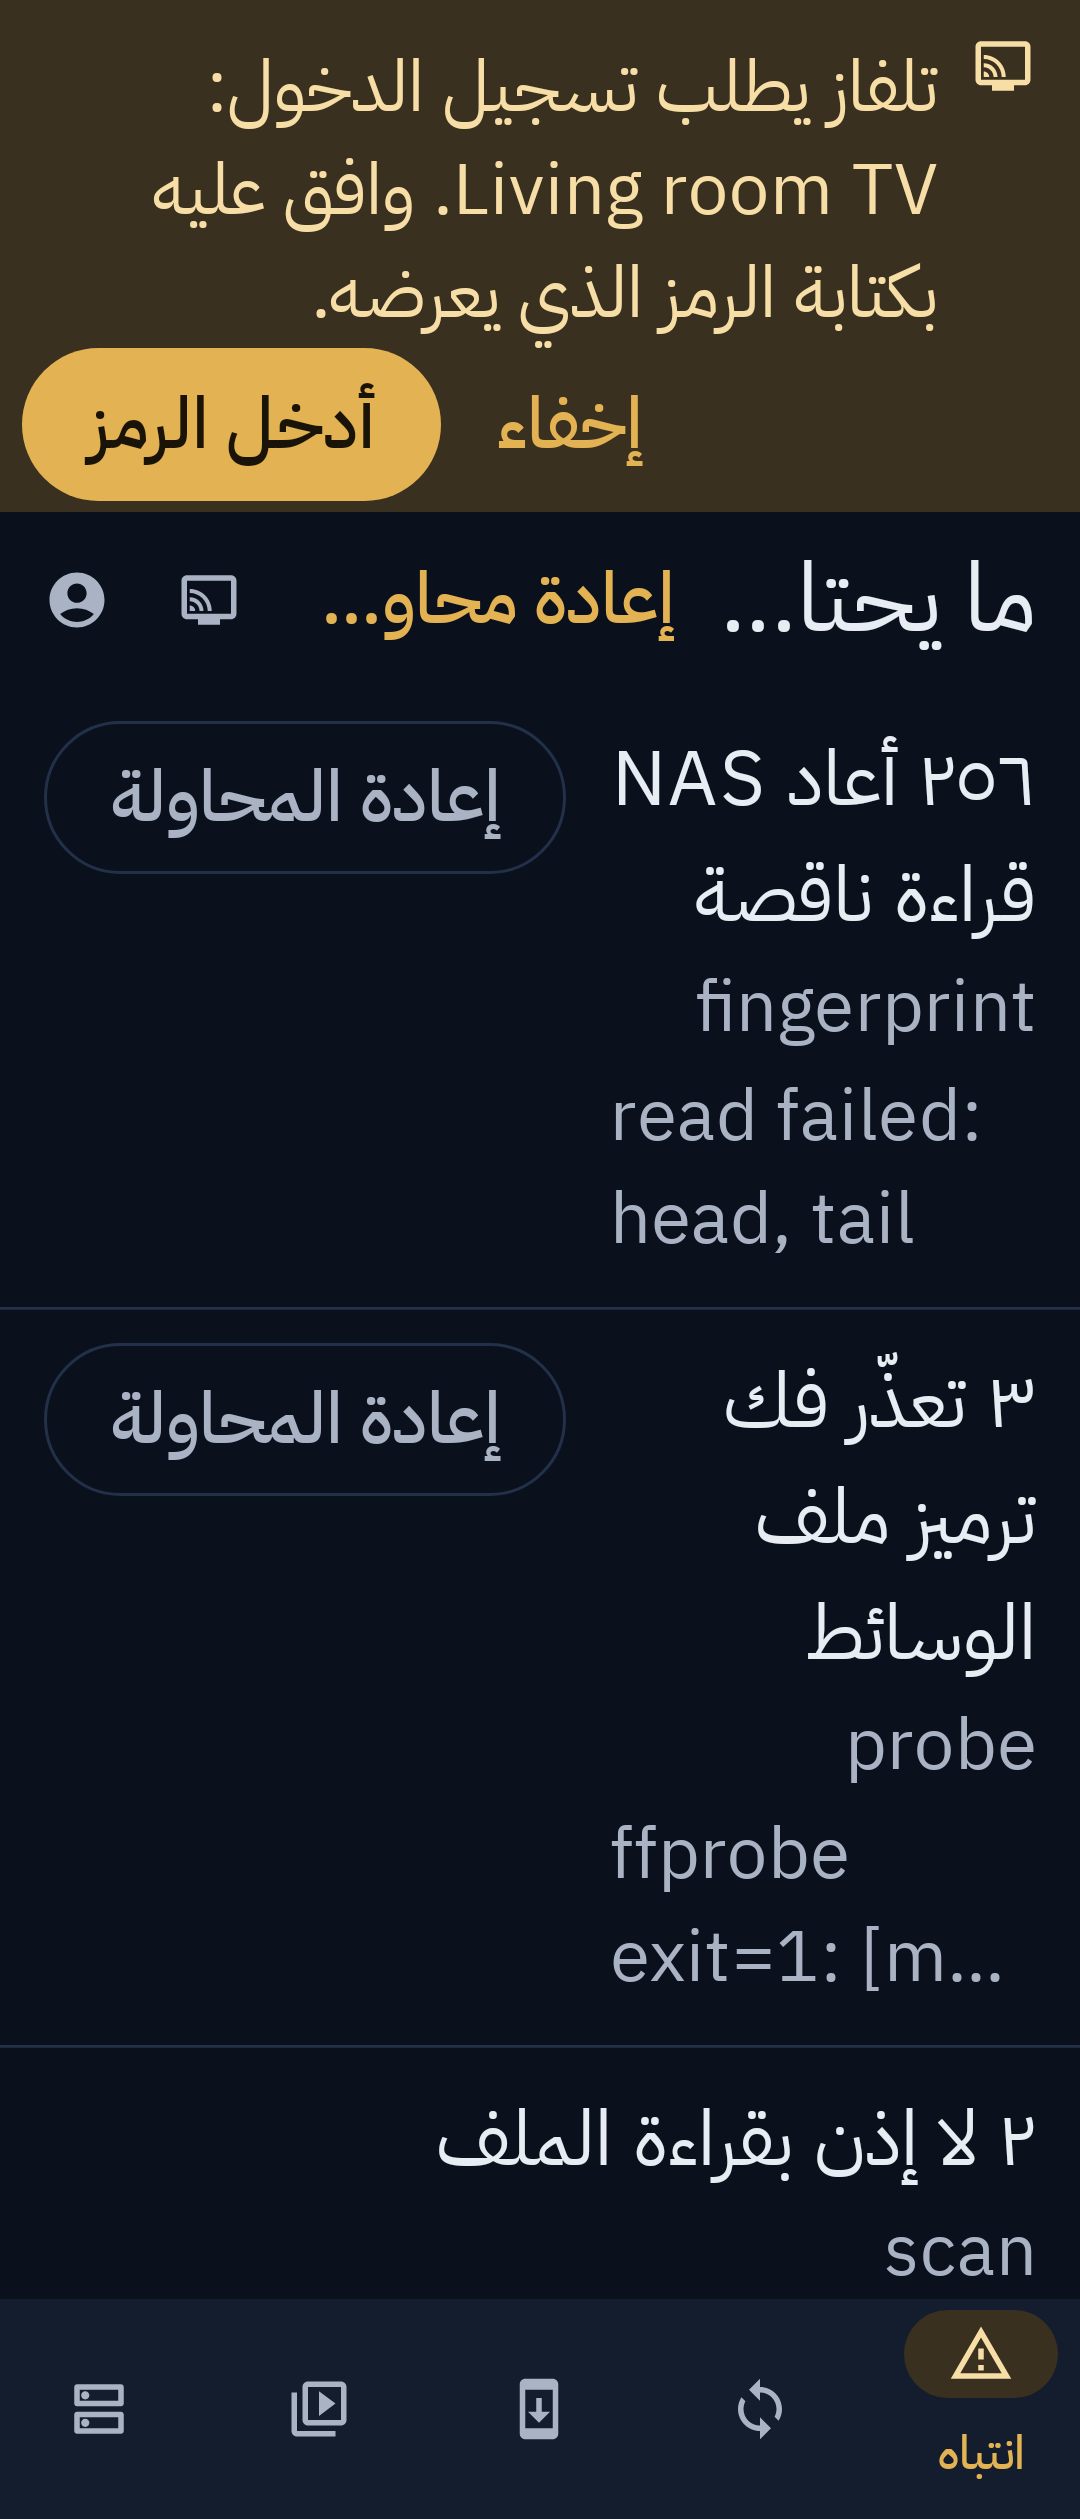 تلفاز يطلب تسجيل الدخول:
Living room TV. وافق عليه
بكتابة الرمز الذي يعرضه.
إخفاء
أدخل الرمز
ما يحتا...
إعادة محاو...
٢٥٦ أعاد NAS
قراءة ناقصة
إعادة المحاولة
fingerprint
read failed:
head, tail
٣ تعذّر فك
ترميز ملف
الوسائط
إعادة المحاولة
probe
ffprobe
exit=1: [m...
٢ لا إذن بقراءة الملف
scan
انتباه